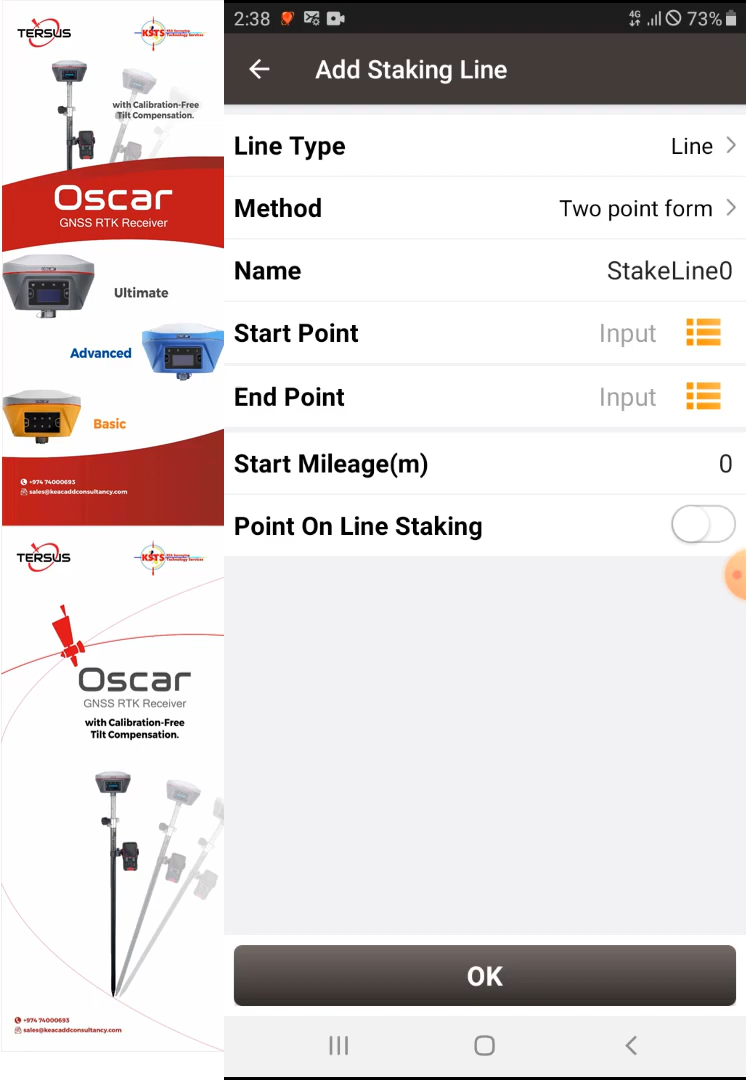 TERSUS
KSTS
with Calibration-Free
Tilt Compensation.
Oscar
GNSS RTK Receiver
Ultimate
Advanced
Basic
+974 74000693
sales@keacaddconsultancy.com
TERSUS
KSTS
Oscar
GNSS RTK Receiver
with Calibration-Free
Tilt Compensation.
+974 74000693
sales@keacaddconsultancy.com
2:38 4G 73%
Add Staking Line
Line Type Line
Method Two point form
Name StakeLine0
Start Point Input
End Point Input
Start Mileage(m) 0
Point On Line Staking
OK